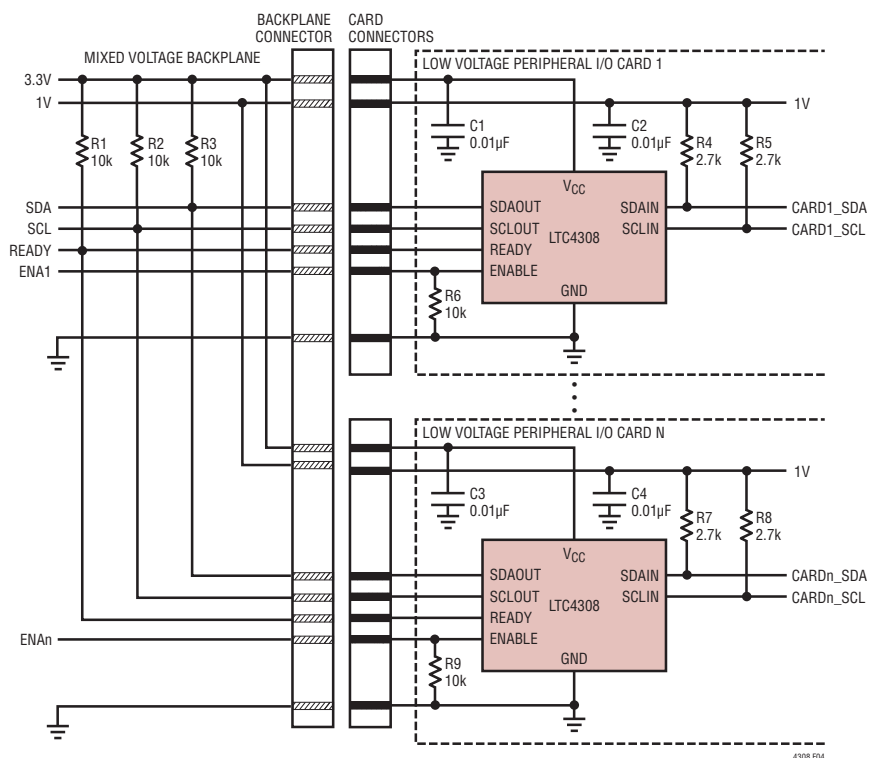 BACKPLANE CONNECTOR
CARD CONNECTORS
MIXED VOLTAGE BACKPLANE
LOW VOLTAGE PERIPHERAL I/O CARD 1
3.3V
1V
1V
R1
10k
R2
10k
R3
10k
C1
0.01µF
C2
0.01µF
R4
2.7k
R5
2.7k
VCC
SDA
SCL
READY
ENA1
SDAOUT
SCLOUT
READY
ENABLE
LTC4308
SDAIN
SCLIN
GND
CARD1_SDA
CARD1_SCL
R6
10k
LOW VOLTAGE PERIPHERAL I/O CARD N
1V
C3
0.01µF
C4
0.01µF
R7
2.7k
R8
2.7k
VCC
SDAOUT
SCLOUT
READY
ENABLE
LTC4308
SDAIN
SCLIN
GND
CARDn_SDA
CARDn_SCL
ENAn
R9
10k
4308 F04